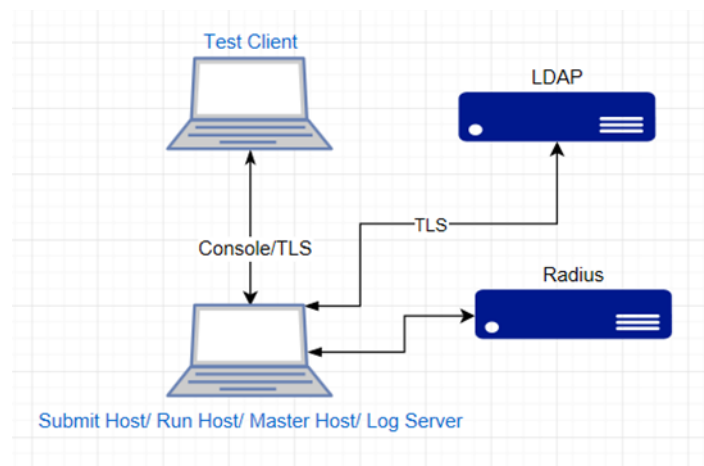 Test Client
LDAP
TLS
Console/TLS
Radius
Submit Host/ Run Host/ Master Host/ Log Server